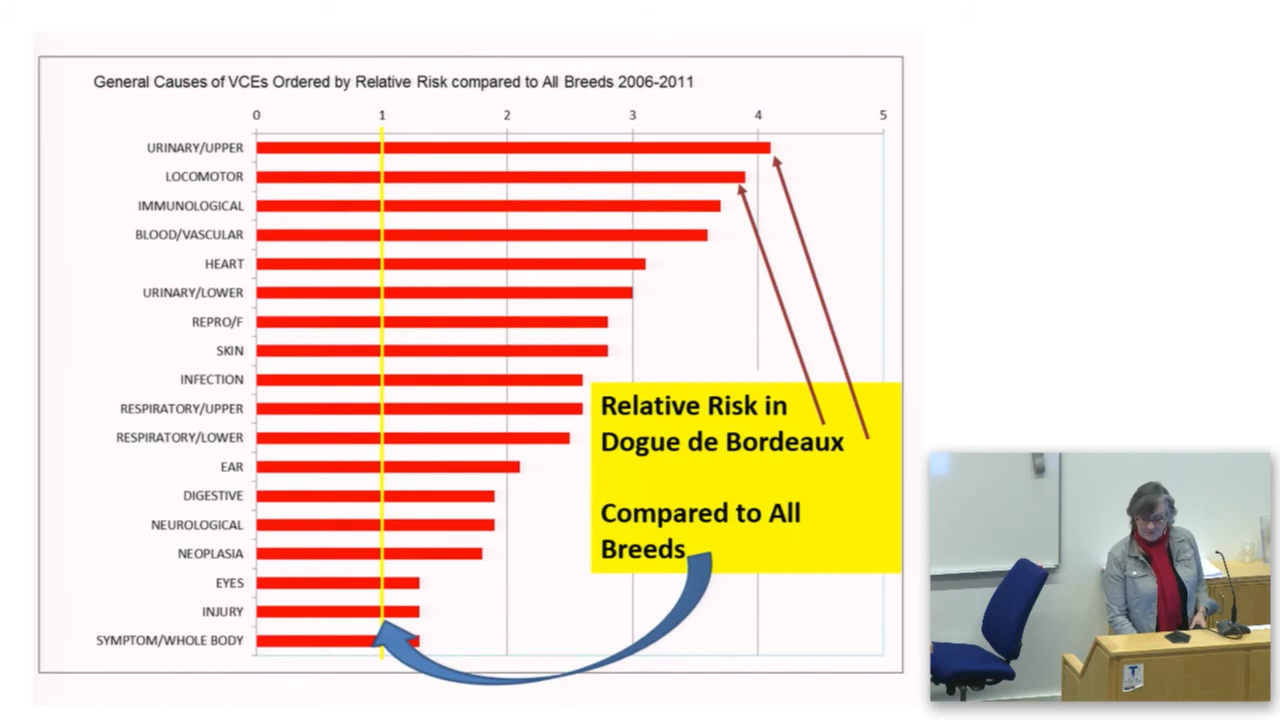 General Causes of VCEs Ordered by Relative Risk compared to All Breeds 2006-2011
0 1 2 3 4 5
URINARY/UPPER
LOCOMOTOR
IMMUNOLOGICAL
BLOOD/VASCULAR
HEART
URINARY/LOWER
REPRO/F
SKIN
INFECTION
RESPIRATORY/UPPER
RESPIRATORY/LOWER
EAR
DIGESTIVE
NEUROLOGICAL
NEOPLASIA
EYES
INJURY
SYMPTOM/WHOLE BODY
Relative Risk in
Dogue de Bordeaux
Compared to All
Breeds